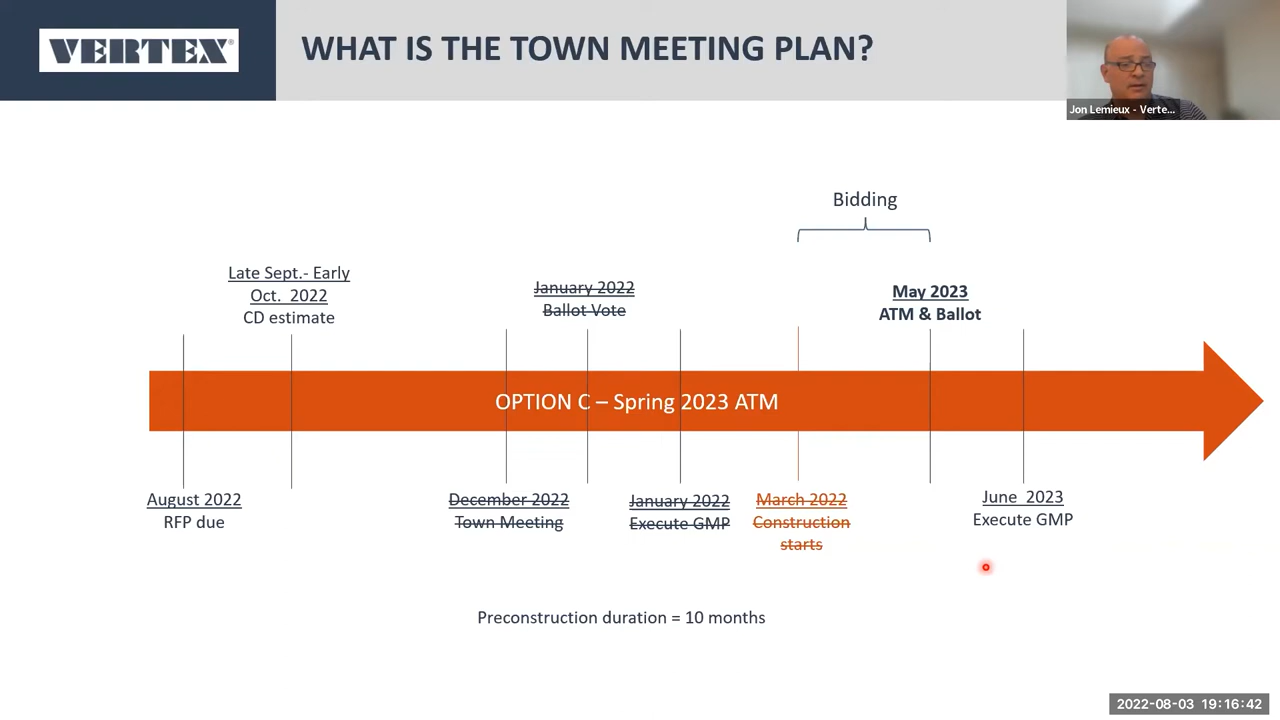 VERTEX®
WHAT IS THE TOWN MEETING PLAN?
Jon Lemieux - Verte...
Bidding
Late Sept.- Early
Oct. 2022
CD estimate
January 2022
Ballot Vote
May 2023
ATM & Ballot
OPTION C – Spring 2023 ATM
August 2022
RFP due
December 2022
Town Meeting
January 2022
Execute GMP
March 2022
Construction
starts
June 2023
Execute GMP
Preconstruction duration = 10 months
2022-08-03 19:16:42